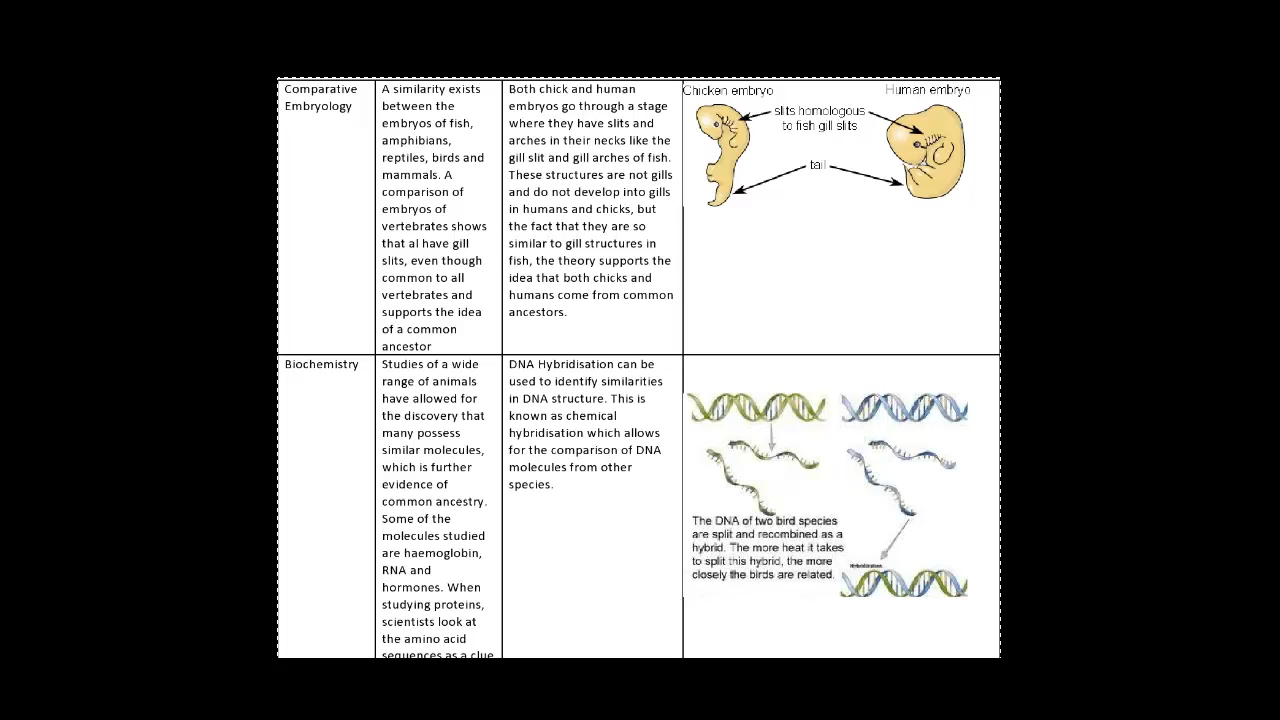 Comparative
Embryology
A similarity exists
between the
embryos of fish,
amphibians,
reptiles, birds and
mammals. A
comparison of
embryos of
vertebrates shows
that al have gill
slits, even though
common to all
vertebrates and
supports the idea
of a common
ancestor
Both chick and human
embryos go through a stage
where they have slits and
arches in their necks like the
gill slit and gill arches of fish.
These structures are not gills
and do not develop into gills
in humans and chicks, but
the fact that they are so
similar to gill structures in
fish, the theory supports the
idea that both chicks and
humans come from common
ancestors.
Chicken embryo
Human embryo
slits homologous
to fish gill slits
tail
Biochemistry
Studies of a wide
range of animals
have allowed for
the discovery that
many possess
similar molecules,
which is further
evidence of
common ancestry.
Some of the
molecules studied
are haemoglobin,
RNA and
hormones. When
studying proteins,
scientists look at
the amino acid
sequences as a clue
DNA Hybridisation can be
used to identify similarities
in DNA structure. This is
known as chemical
hybridisation which allows
for the comparison of DNA
molecules from other
species.
The DNA of two bird species
are split and recombined as a
hybrid. The more heat it takes
to split this hybrid, the more
closely the birds are related.